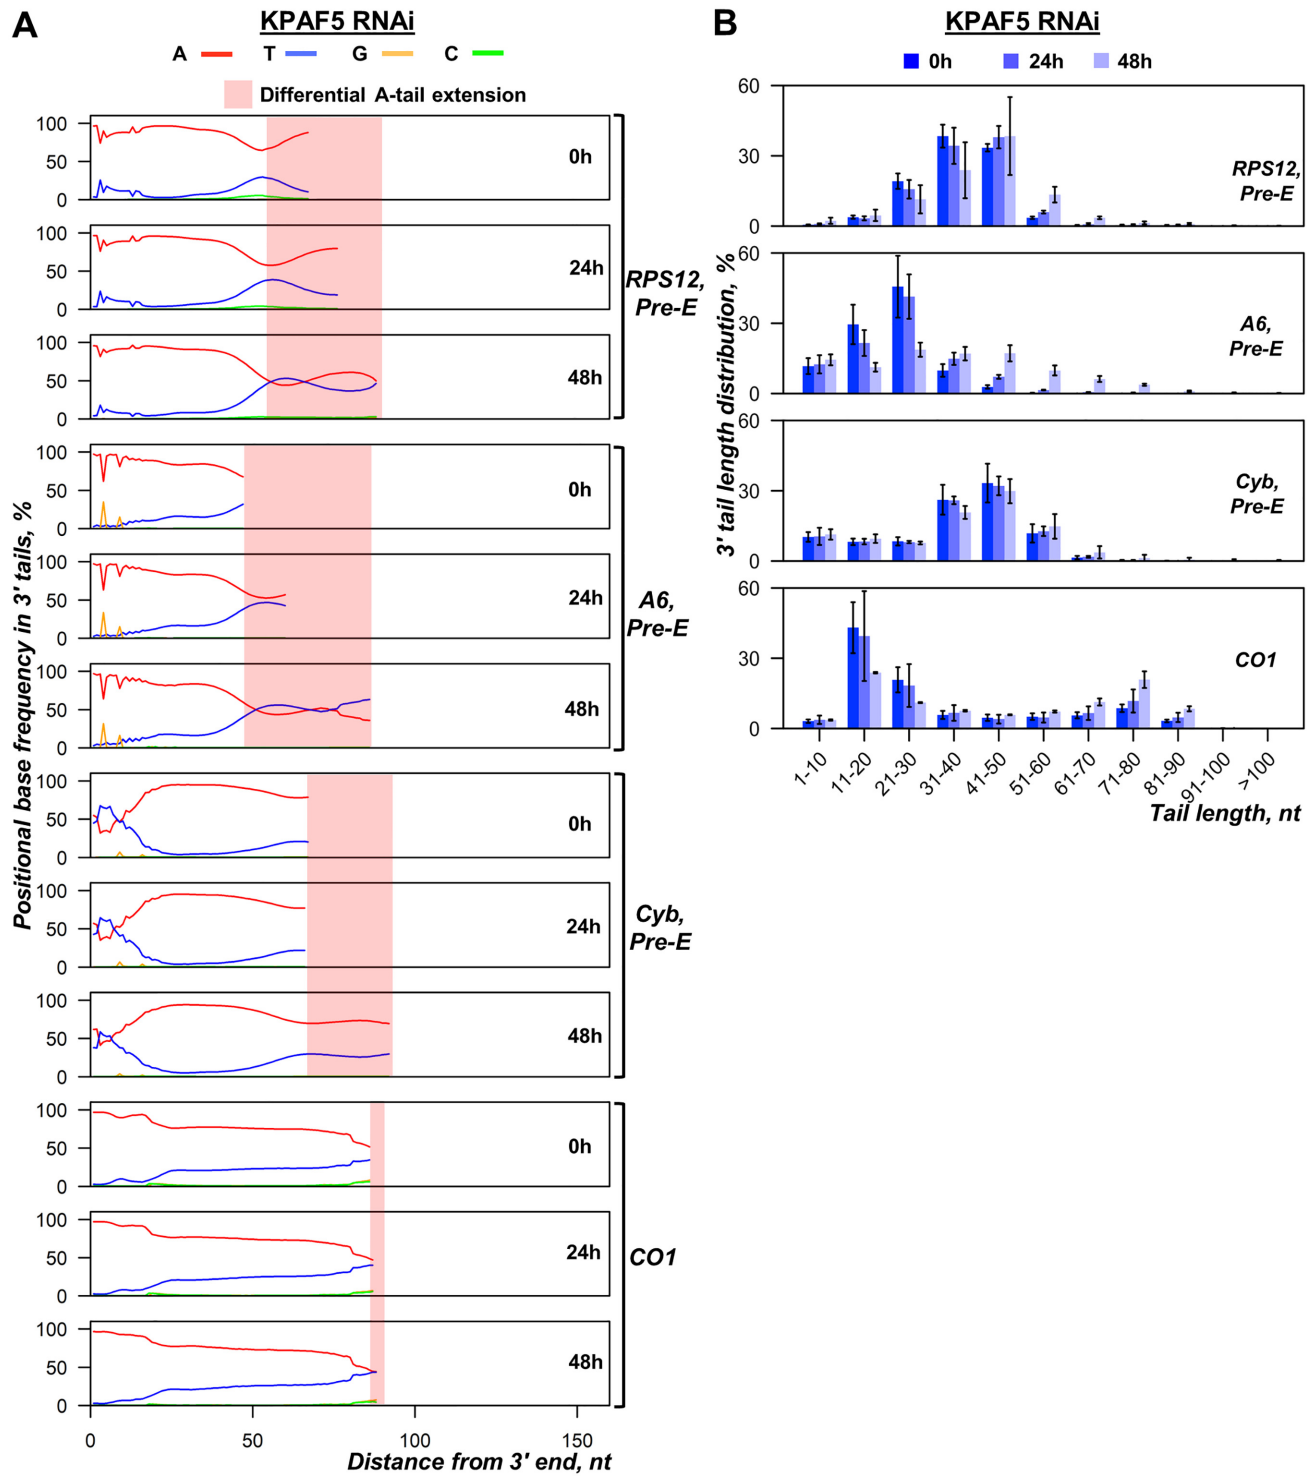 A
KPAF5 RNAi
A T G C
Differential A-tail extension
Positional base frequency in 3' tails, %
100
50
0
0h
100
50
0
24h
100
50
0
48h
RPS12,
Pre-E
100
50
0
0h
100
50
0
24h
100
50
0
48h
A6,
Pre-E
100
50
0
0h
100
50
0
24h
100
50
0
48h
Cyb,
Pre-E
100
50
0
0h
100
50
0
24h
100
50
0
48h
CO1
0 50 100 150
Distance from 3' end, nt
B
KPAF5 RNAi
0h 24h 48h
3' tail length distribution, %
60
30
0
RPS12,
Pre-E
60
30
0
A6,
Pre-E
60
30
0
Cyb,
Pre-E
60
30
0
CO1
1-10 11-20 21-30 31-40 41-50 51-60 61-70 71-80 81-90 91-100 >100
Tail length, nt